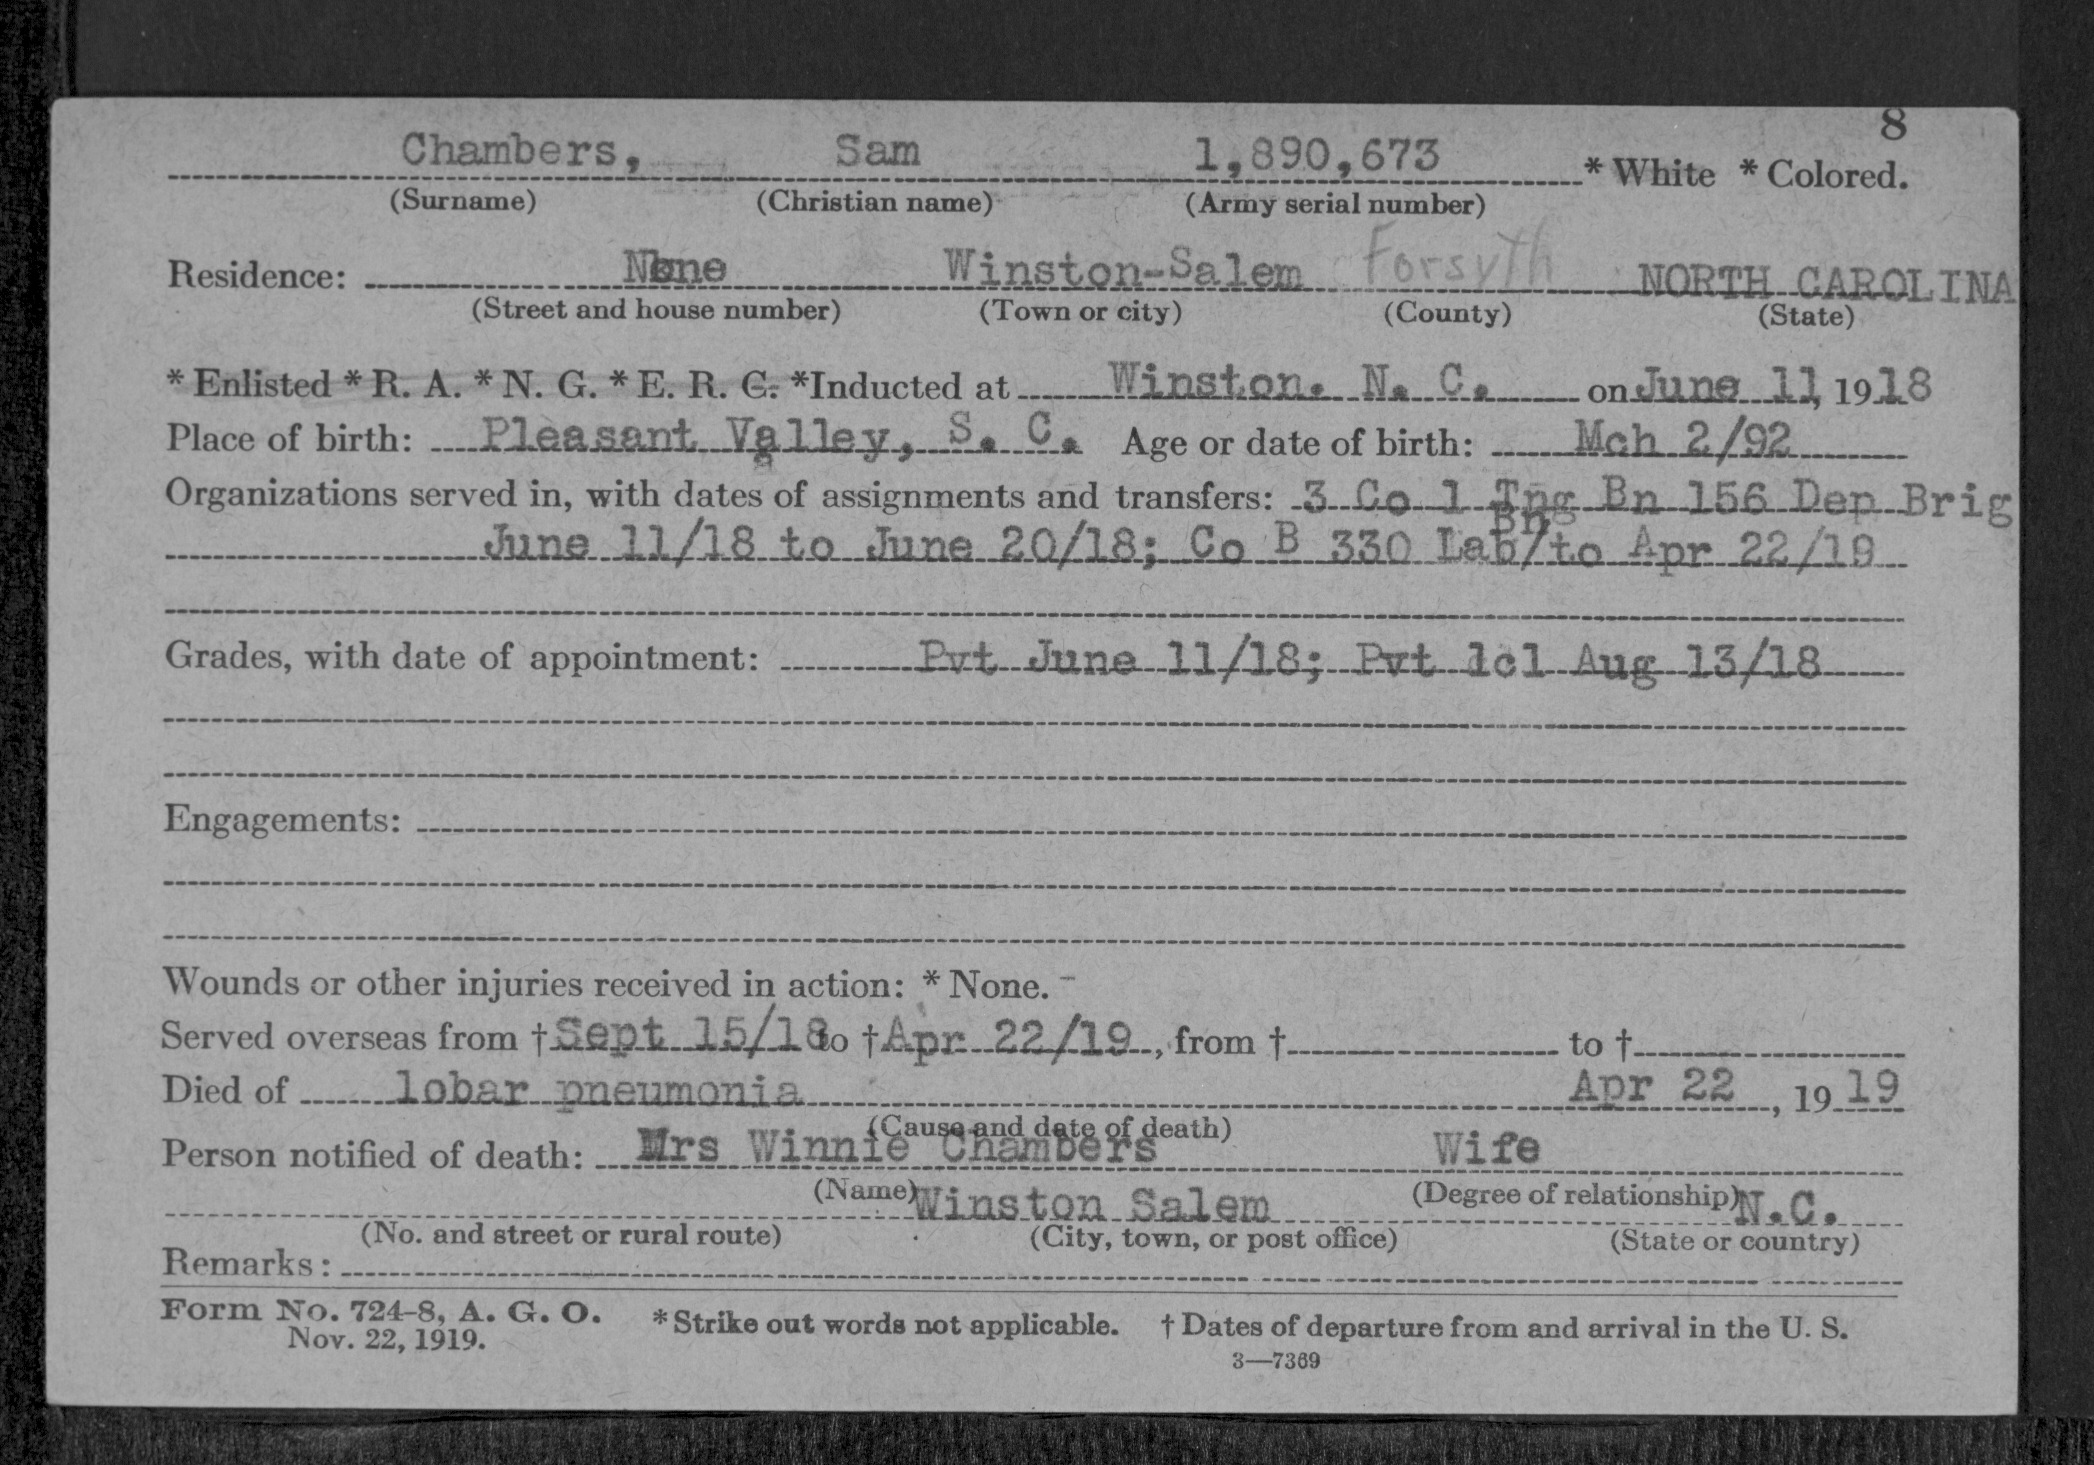 8
Chambers, Sam 1,890,673 * White * Colored.
(Surname) (Christian name) (Army serial number)
Residence: None Winston-Salem Forsyth NORTH CAROLINA
(Street and house number) (Town or city) (County) (State)
* Enlisted * R. A. * N. G. * E. R. C. *Inducted at Winston. N. C. on June 11, 1918
Place of birth: Pleasant Valley, S. C. Age or date of birth: Mch 2/92
Organizations served in, with dates of assignments and transfers: 3 Co 1 Tng Bn 156 Dep Brig
June 11/18 to June 20/18; Co B 330 Lab Bn/to Apr 22/19
Grades, with date of appointment: Pvt June 11/18; Pvt 1cl Aug 13/18
Engagements:
Wounds or other injuries received in action: * None. -
Served overseas from † Sept 15/18 to † Apr 22/19, from † to †
Died of lobar pneumonia Apr 22, 1919
(Cause and date of death)
Person notified of death: Mrs Winnie Chambers Wife
(Name) (Degree of relationship)
Winston Salem N.C.
(No. and street or rural route) (City, town, or post office) (State or country)
Remarks:
Form No. 724-8, A. G. O. * Strike out words not applicable. † Dates of departure from and arrival in the U. S.
Nov. 22, 1919.
3—7369